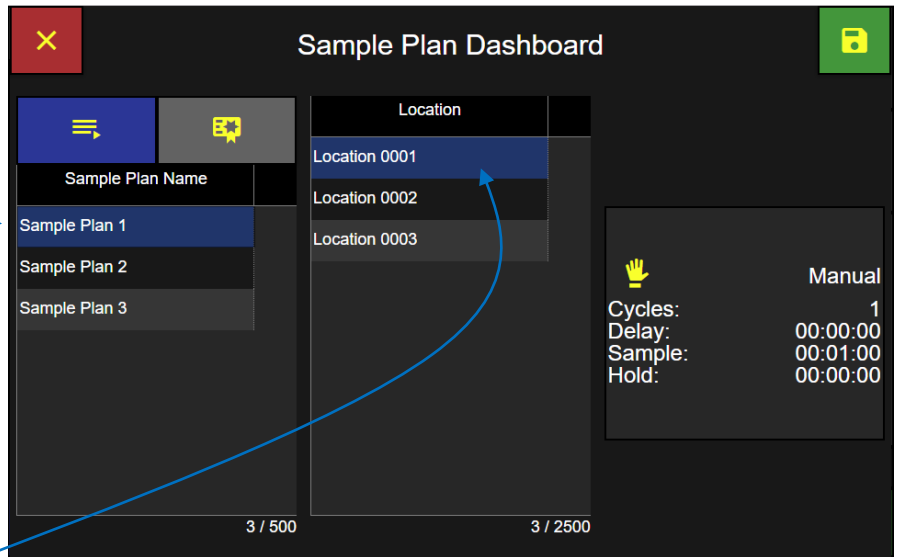 Sample Plan Dashboard
Sample Plan Name
Sample Plan 1
Sample Plan 2
Sample Plan 3
3 / 500
Location
Location 0001
Location 0002
Location 0003
3 / 2500
Manual
Cycles: 1
Delay: 00:00:00
Sample: 00:01:00
Hold: 00:00:00